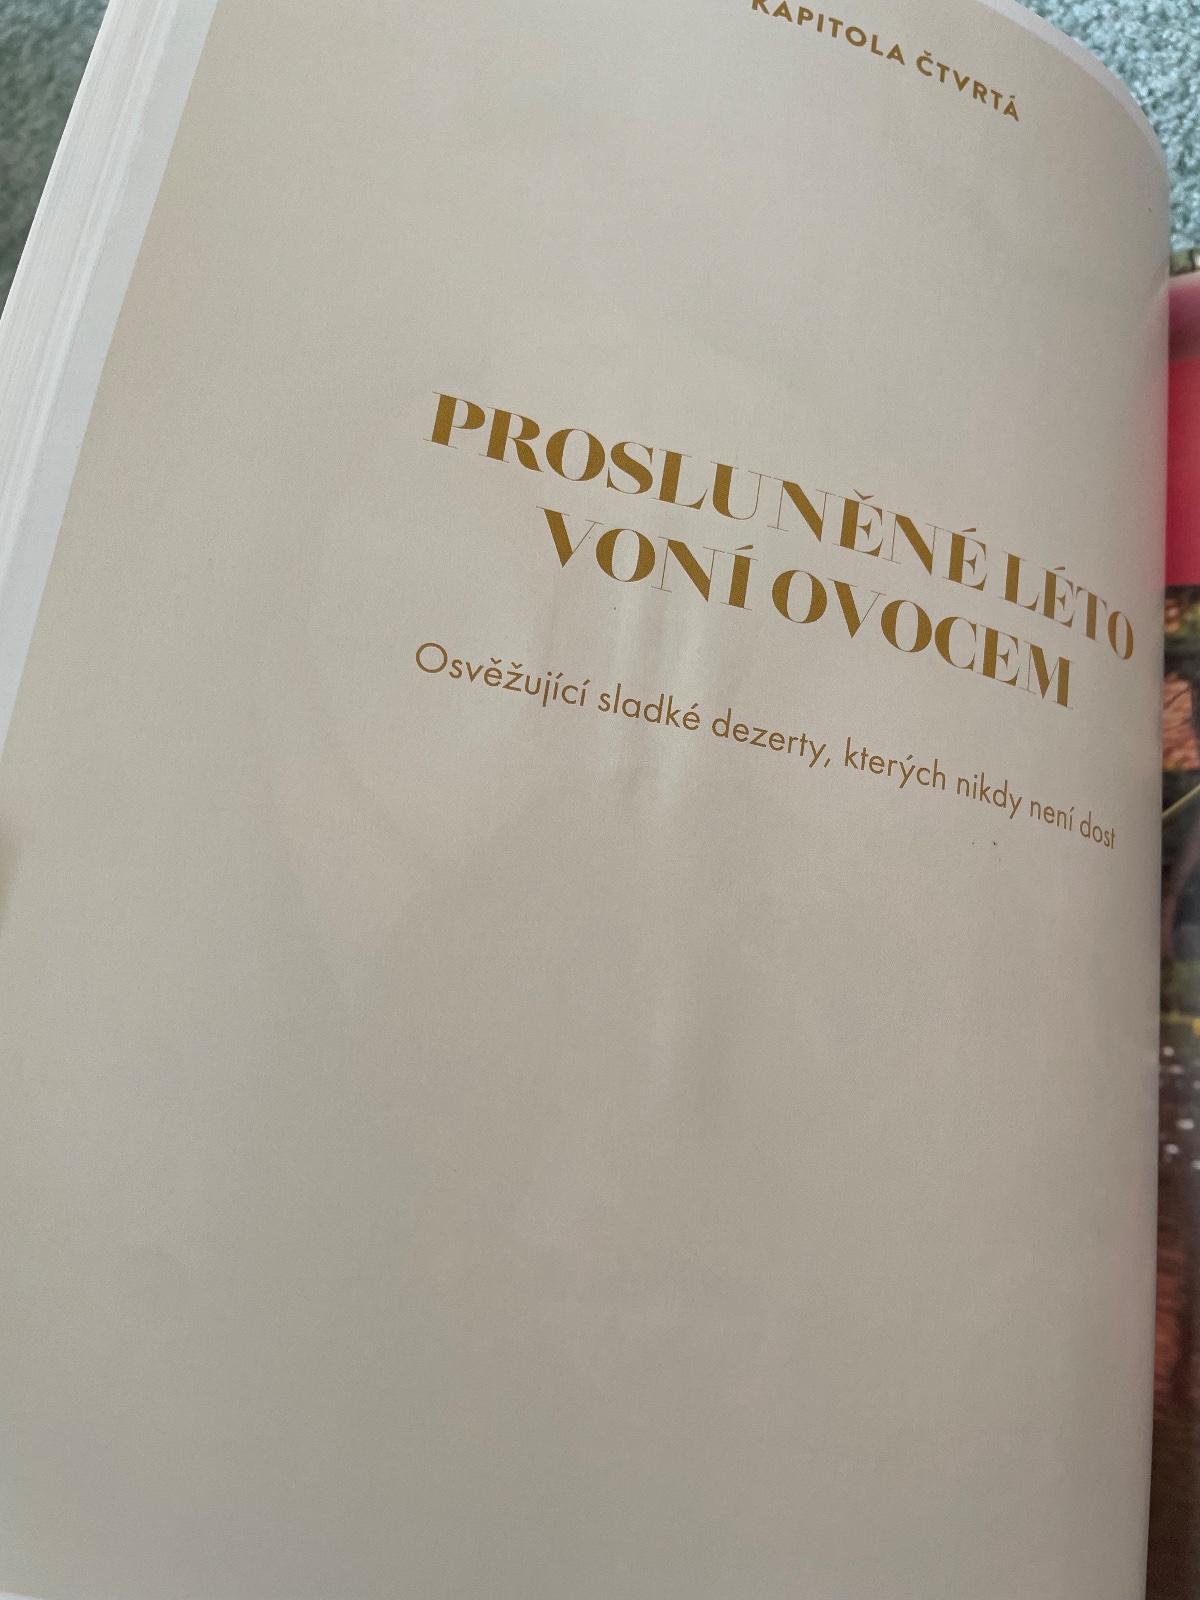 KAPITOLA ČTVRTÁ
PROSLUNĚNÉ LÉTO
VONÍ OVOCEM
Osvěžující sladké dezerty, kterých nikdy není dost